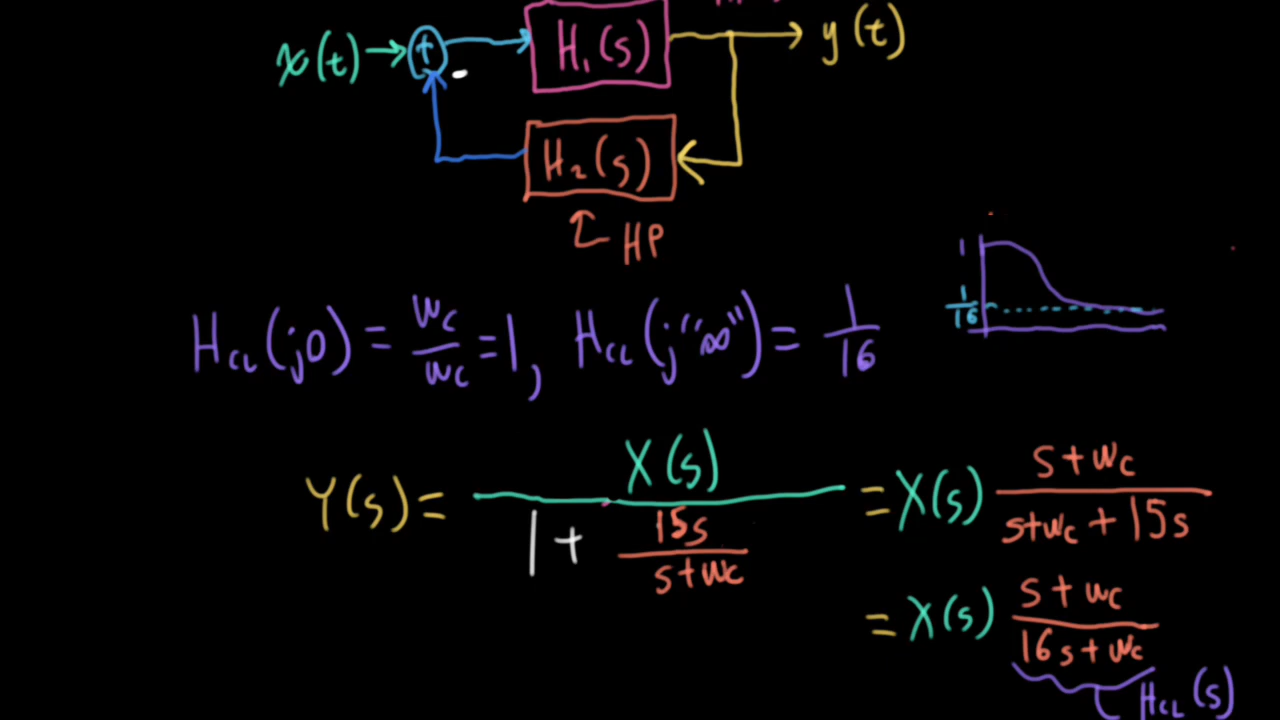 x(t) + - H₁(s) y(t)
H₂(s)
HP
H_CL(j0) = w_c/w_c = 1, H_CL(j"∞") = 1/16
1
1/16
Y(s) = X(s)/(1 + 15s/(s+w_c)) = X(s) (s+w_c)/(s+w_c+15s)
= X(s) (s+w_c)/(16s+w_c)
H_CL(s)